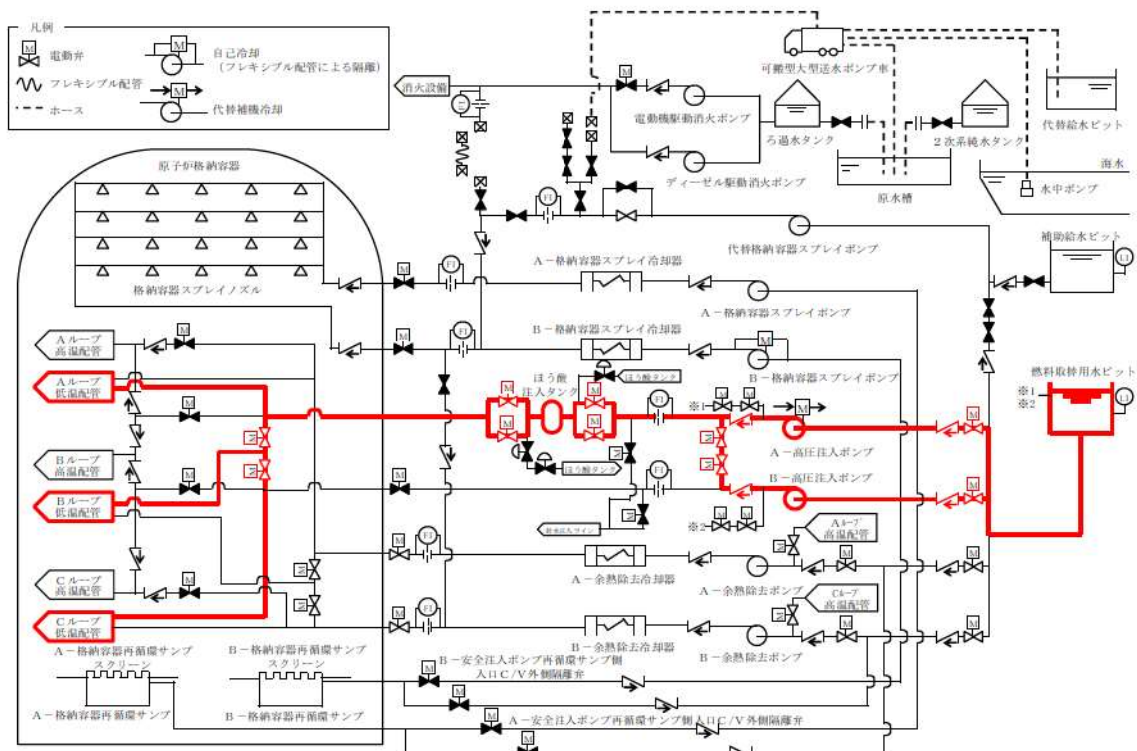 凡例
M
電動弁
フレキシブル配管
ホース
M
自己冷却
(フレキシブル配管による隔離)
M
代替補機冷却
可搬型大型送水ポンプ車
消火設備
M
電動機駆動消火ポンプ
ろ過水タンク
2次系純水タンク
代替給水ピット
ディーゼル駆動消火ポンプ
原水槽
海水
水中ポンプ
原子炉格納容器
FI
代替格納容器スプレイポンプ
補助給水ピット
LI
格納容器スプレイノズル
M
FI
A-格納容器スプレイ冷却器
A-格納容器スプレイポンプ
M
FI
B-格納容器スプレイ冷却器
M
B-格納容器スプレイポンプ
Aループ
高温配管
M
Aループ
低温配管
M
ほう酸
注入タンク
ほう酸タンク
M
M
M
M
FI
※1
M
M
M
M
燃料取替用水ピット
※1
※2
LI
A-高圧注入ポンプ
Bループ
高温配管
M
M
M
M
ほう酸タンク
M
FI
M
M
B-高圧注入ポンプ
Bループ
低温配管
M
M
※2
M
M
M
Aループ
高温配管
M
FI
M
M
M
M
A-余熱除去冷却器
A-余熱除去ポンプ
Cループ
高温配管
M
M
Cループ
高温配管
Cループ
低温配管
M
M
FI
M
M
M
B-余熱除去冷却器
B-余熱除去ポンプ
A-格納容器再循環サンプ
スクリーン
B-格納容器再循環サンプ
スクリーン
B-安全注入ポンプ再循環サンプ側
入口C/V外側隔離弁
M
M
A-格納容器再循環サンプ
B-格納容器再循環サンプ
M
A-安全注入ポンプ再循環サンプ側入口C/V外側隔離弁
M